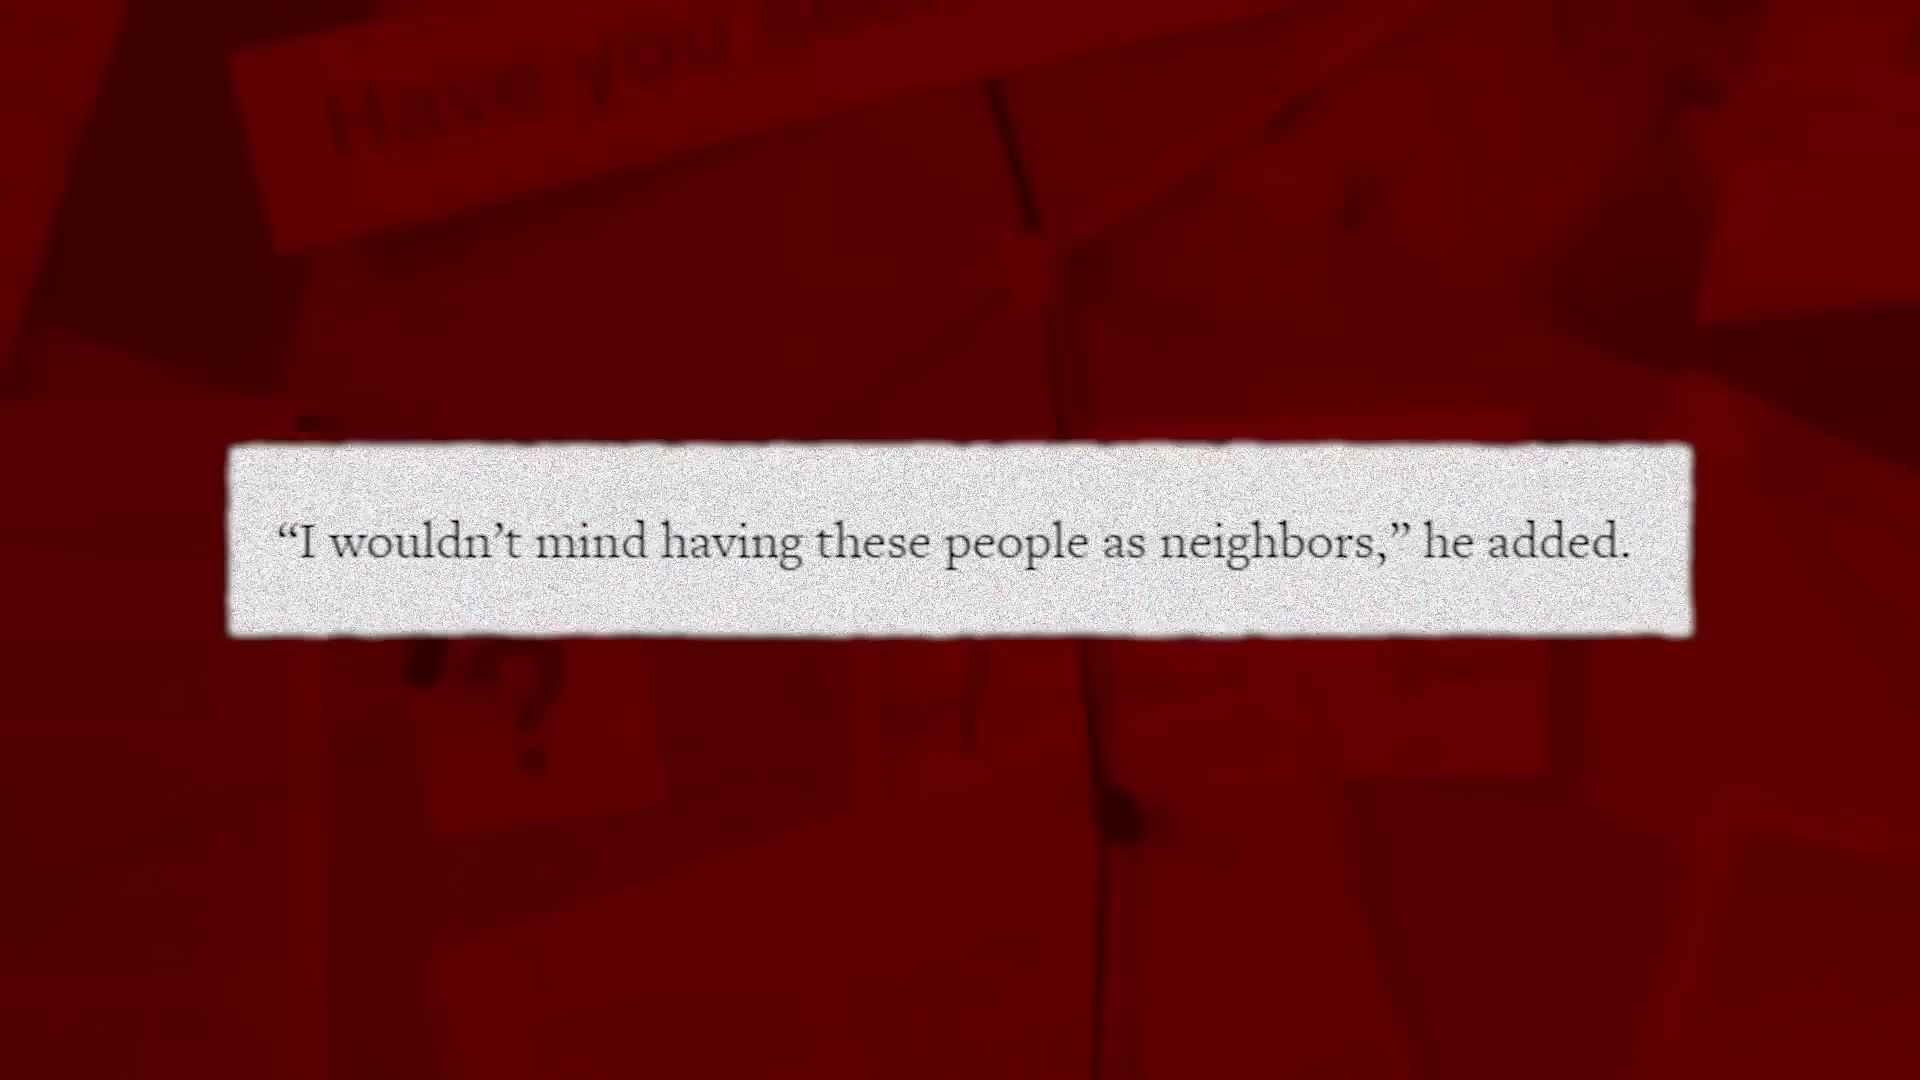 Have you
“I wouldn’t mind having these people as neighbors,” he added.
?